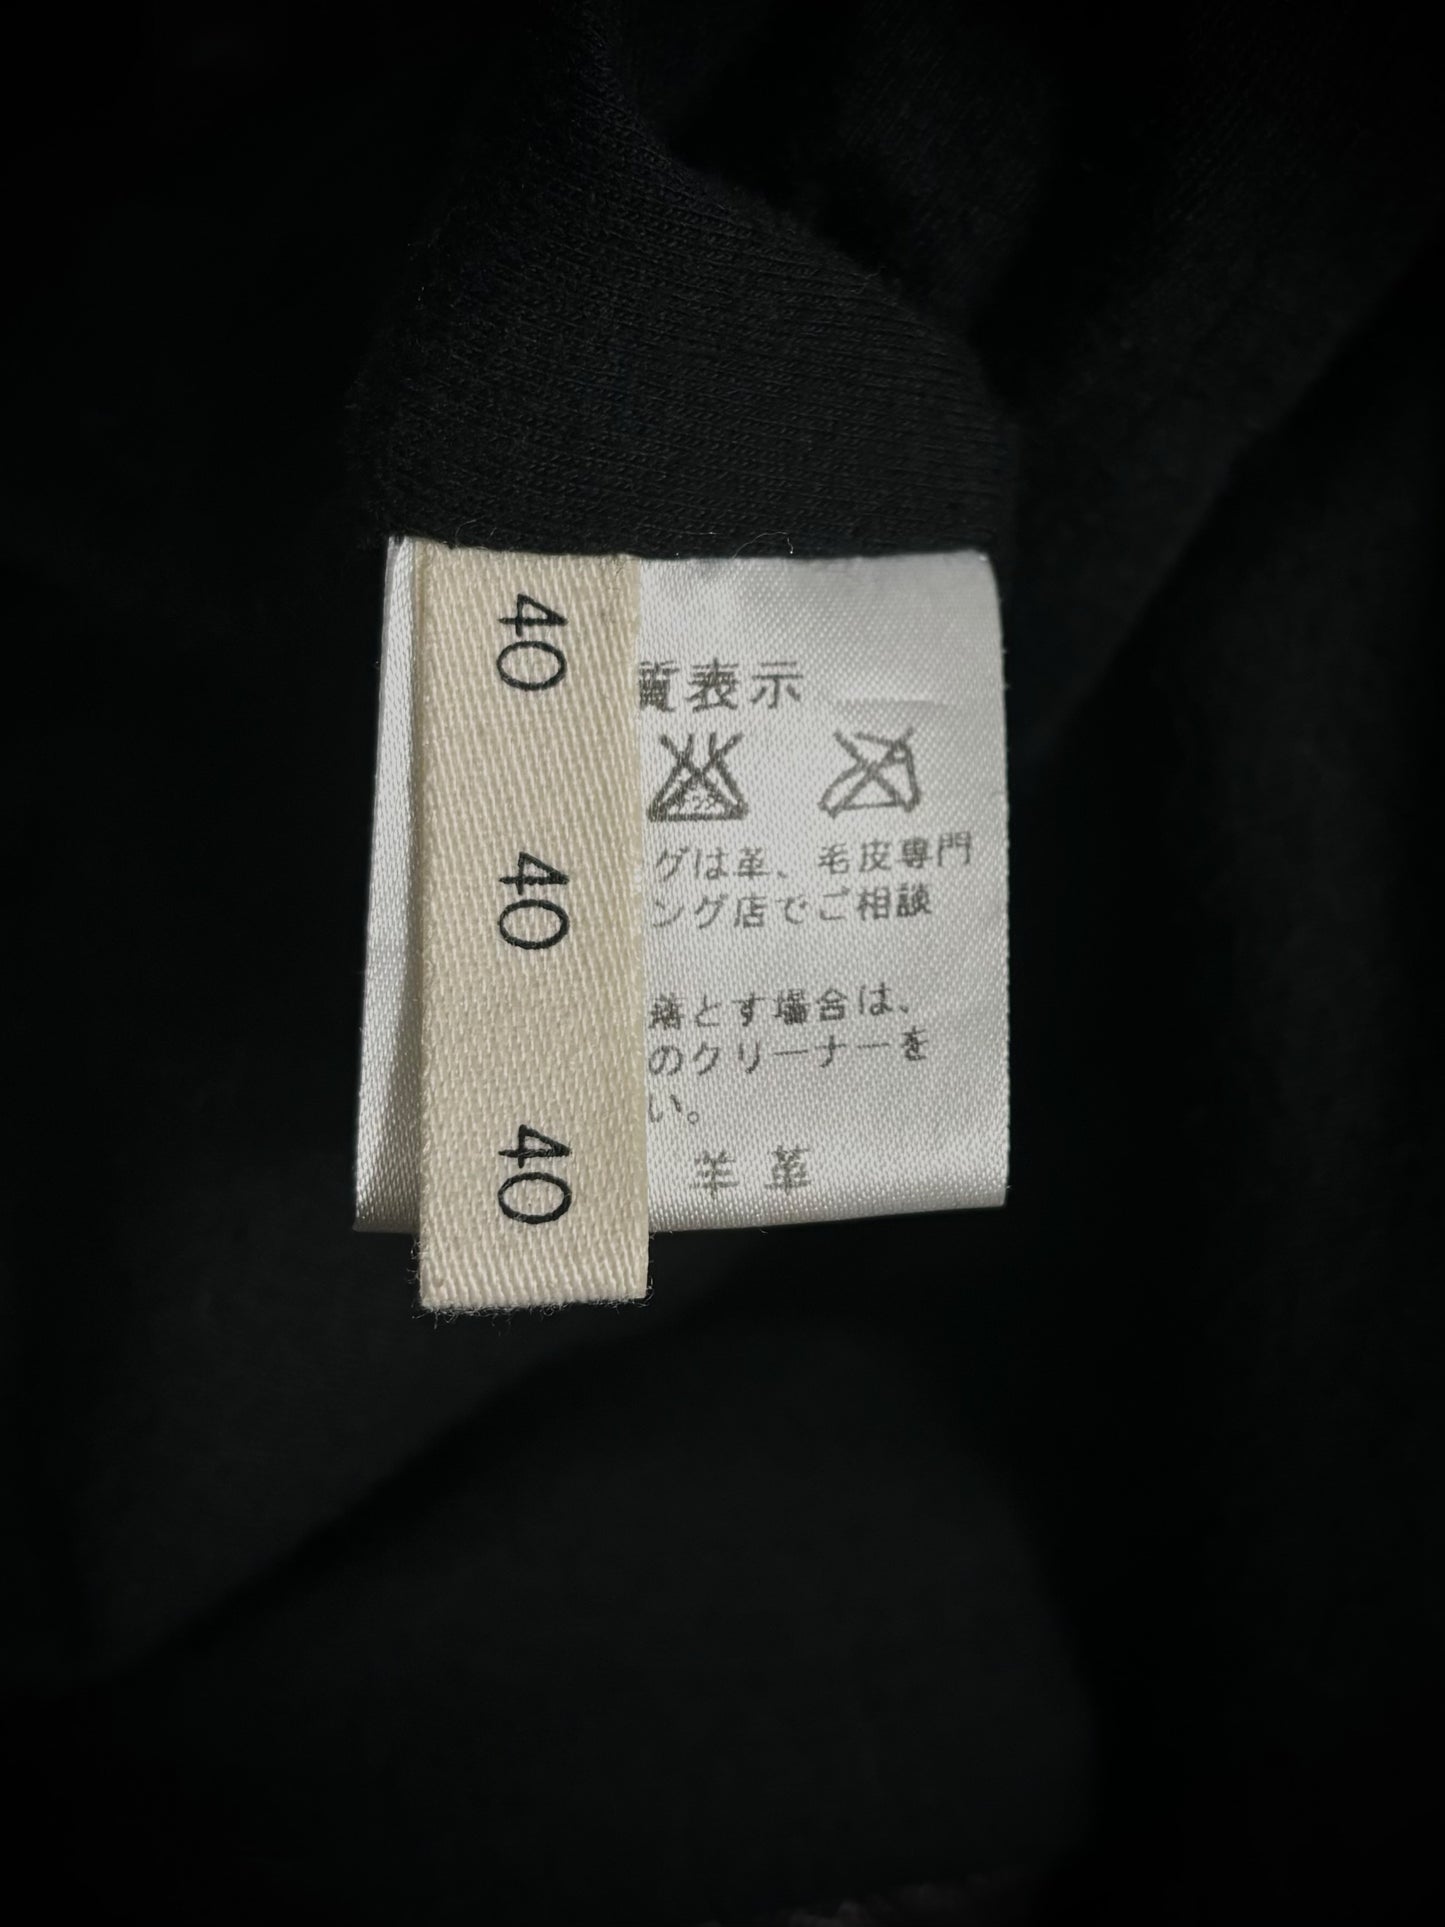 40
40
40
質表示
グは革、毛皮専門
ング店でご相談
落とす場合は、
のクリーナーを
い。
羊革